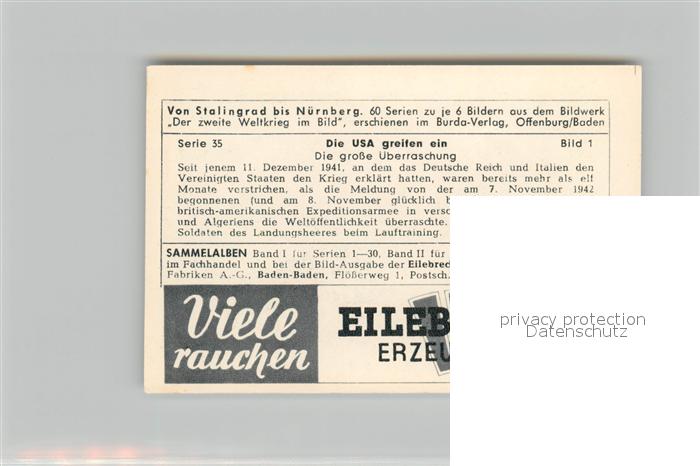 Von Stalingrad bis Nürnberg. 60 Serien zu je 6 Bildern aus dem Bildwerk
„Der zweite Weltkrieg im Bild", erschienen im Burda-Verlag, Offenburg/Baden
Serie 35 Die USA greifen ein Bild 1
Die große Überraschung
Seit jenem 11. Dezember 1941, an dem das Deutsche Reich und Italien den
Vereinigten Staaten den Krieg erklärt hatten, waren bereits mehr als elf
Monate verstrichen, als die Meldung von der am 7. November 1942
begonnenen (und am 8. November glücklich
britisch-amerikanischen Expeditionsarmee in
und Algeriens die Weltöffentlichkeit überraschte.
Soldaten des Landungsheeres beim Lauftraining.
SAMMELALBEN Band I für Serien 1—30, Band II für
im Fachhandel und bei der Bild-Ausgabe der
Fabriken A.-G., Baden-Baden, Flößerweg 1, Postsch.
Viele
rauchen
EILEB
ERZEU
privacy protection
Datenschutz